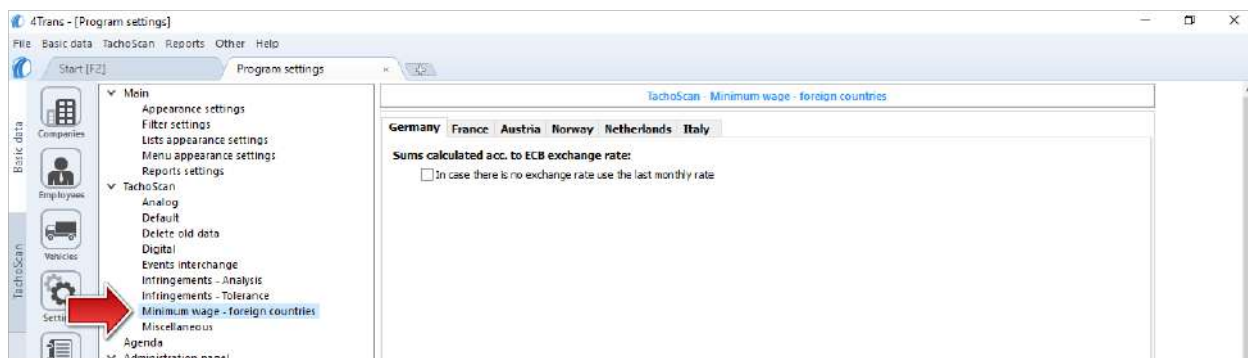 4Trans - [Program settings]
File Basic data TachoScan Reports Other Help
Start [F2] Program settings
Basic data
TachoScan
Companies
Employees
Vehicles
Main
Appearance settings
Filter settings
Lists appearance settings
Menu appearance settings
Reports settings
TachoScan
Analog
Default
Delete old data
Digital
Events interchange
Infringements - Analysis
Infringements - Tolerance
Minimum wage - foreign countries
Miscellaneous
Agenda
Administration panel
TachoScan - Minimum wage - foreign countries
Germany France Austria Norway Netherlands Italy
Sums calculated acc. to ECB exchange rate:
In case there is no exchange rate use the last monthly rate